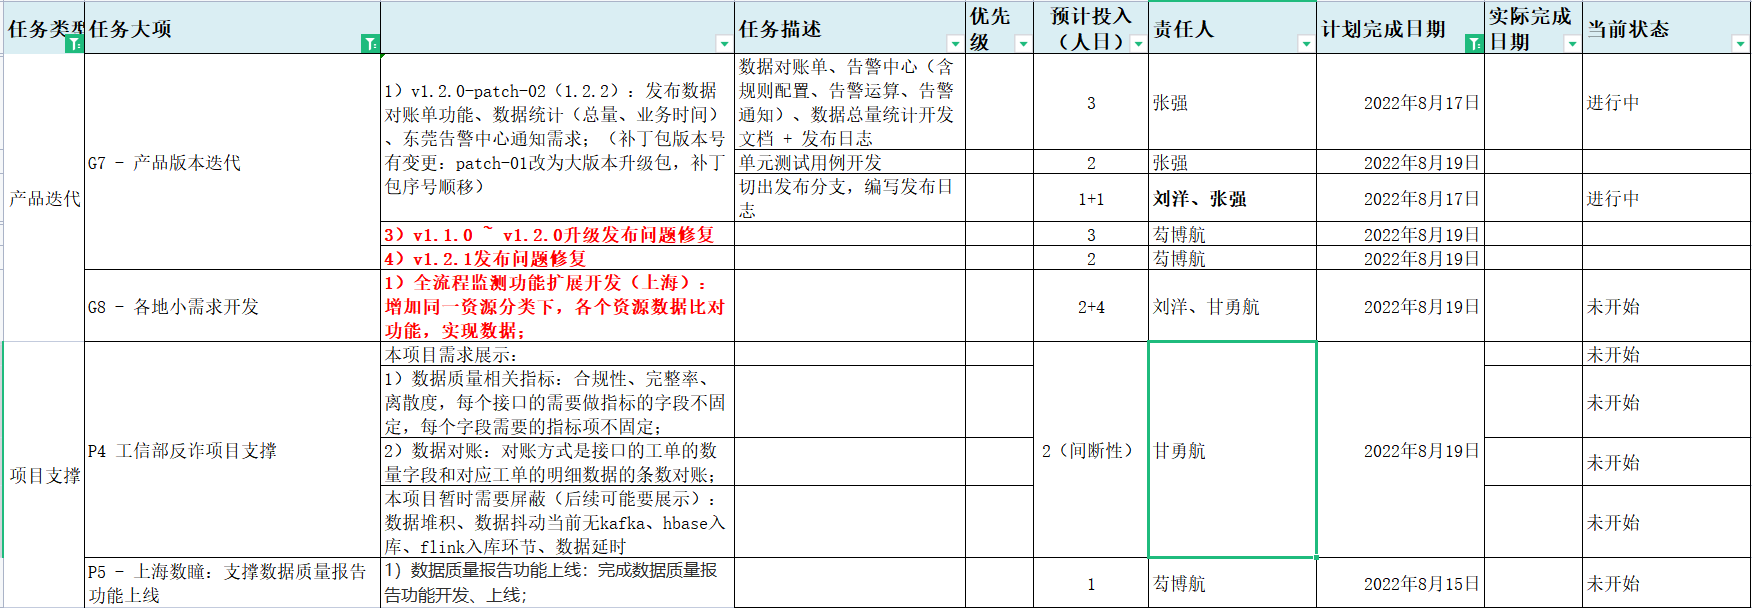 任务类型
任务大项
任务描述
优先
级
预计投入
（人日）
责任人
计划完成日期
实际完成
日期
当前状态
产品迭代
G7 - 产品版本迭代
1）v1.2.0-patch-02（1.2.2）：发布数据
对账单功能、数据统计（总量、业务时间）
、东莞告警中心通知需求；（补丁包版本号
有变更：patch-01改为大版本升级包，补丁
包序号顺移）
数据对账单、告警中心（含
规则配置、告警运算、告警
通知）、数据总量统计开发
文档 + 发布日志
3
张强
2022年8月17日
进行中
单元测试用例开发
2
张强
2022年8月19日
切出发布分支，编写发布日
志
1+1
刘洋、张强
2022年8月17日
进行中
3）v1.1.0 ~ v1.2.0升级发布问题修复
3
苟博航
2022年8月19日
4）v1.2.1发布问题修复
2
苟博航
2022年8月19日
G8 - 各地小需求开发
1）全流程监测功能扩展开发（上海）：
增加同一资源分类下，各个资源数据比对
功能，实现数据；
2+4
刘洋、甘勇航
2022年8月19日
未开始
项目支撑
P4 工信部反诈项目支撑
本项目需求展示：
未开始
1）数据质量相关指标：合规性、完整率、
离散度，每个接口的需要做指标的字段不固
定，每个字段需要的指标项不固定；
未开始
2（间断性）
甘勇航
2022年8月19日
2）数据对账：对账方式是接口的工单的数
量字段和对应工单的明细数据的条数对账；
未开始
本项目暂时需要屏蔽（后续可能要展示）：
数据堆积、数据抖动当前无kafka、hbase入
库、flink入库环节、数据延时
未开始
P5 - 上海数瞳：支撑数据质量报告
功能上线
1）数据质量报告功能上线：完成数据质量报
告功能开发、上线；
1
苟博航
2022年8月15日
未开始